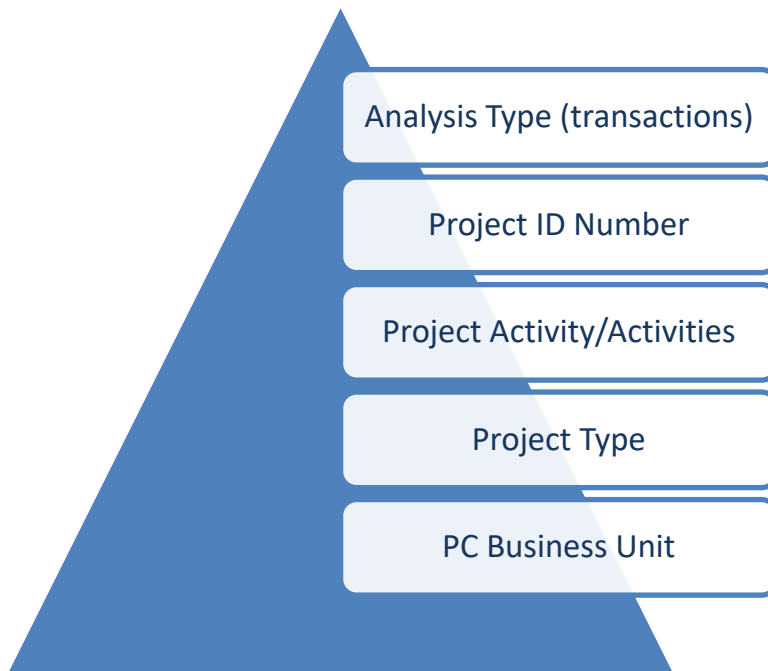 Analysis Type (transactions)
Project ID Number
Project Activity/Activities
Project Type
PC Business Unit